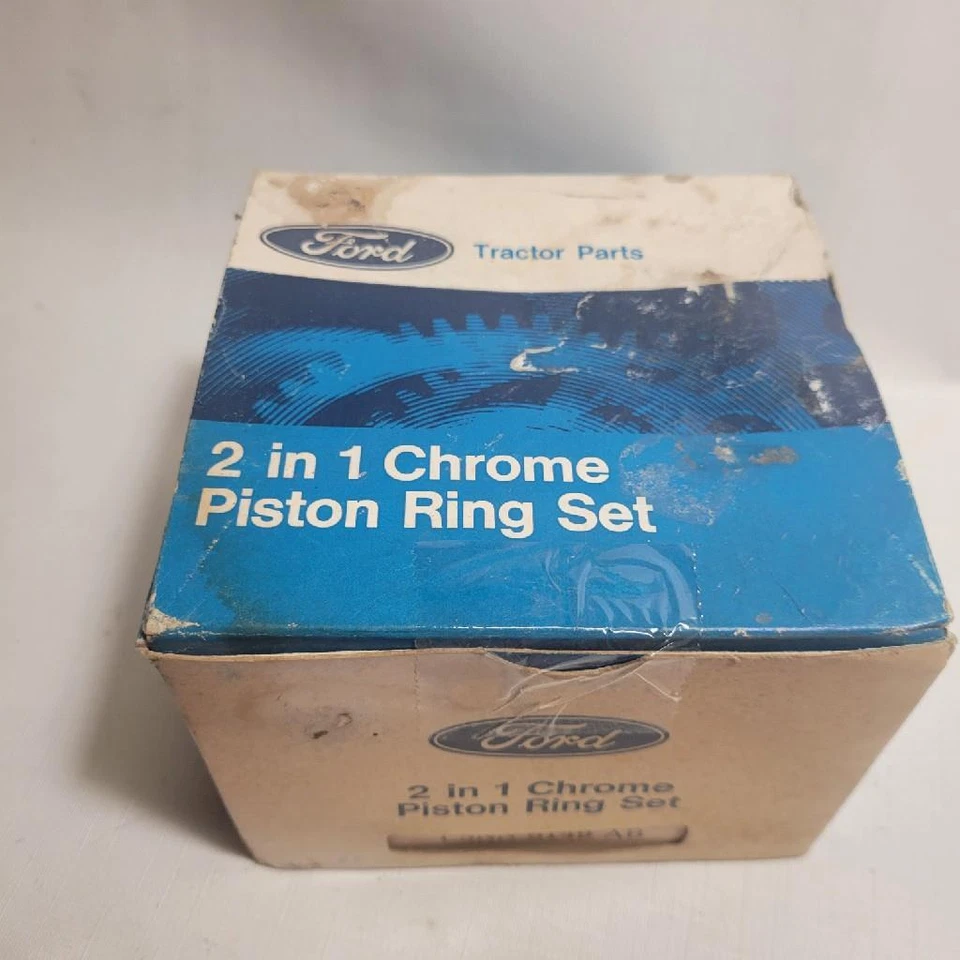 Ford
Tractor Parts
2 in 1 Chrome
Piston Ring Set
Ford
2 in 1 Chrome
Piston Ring Set